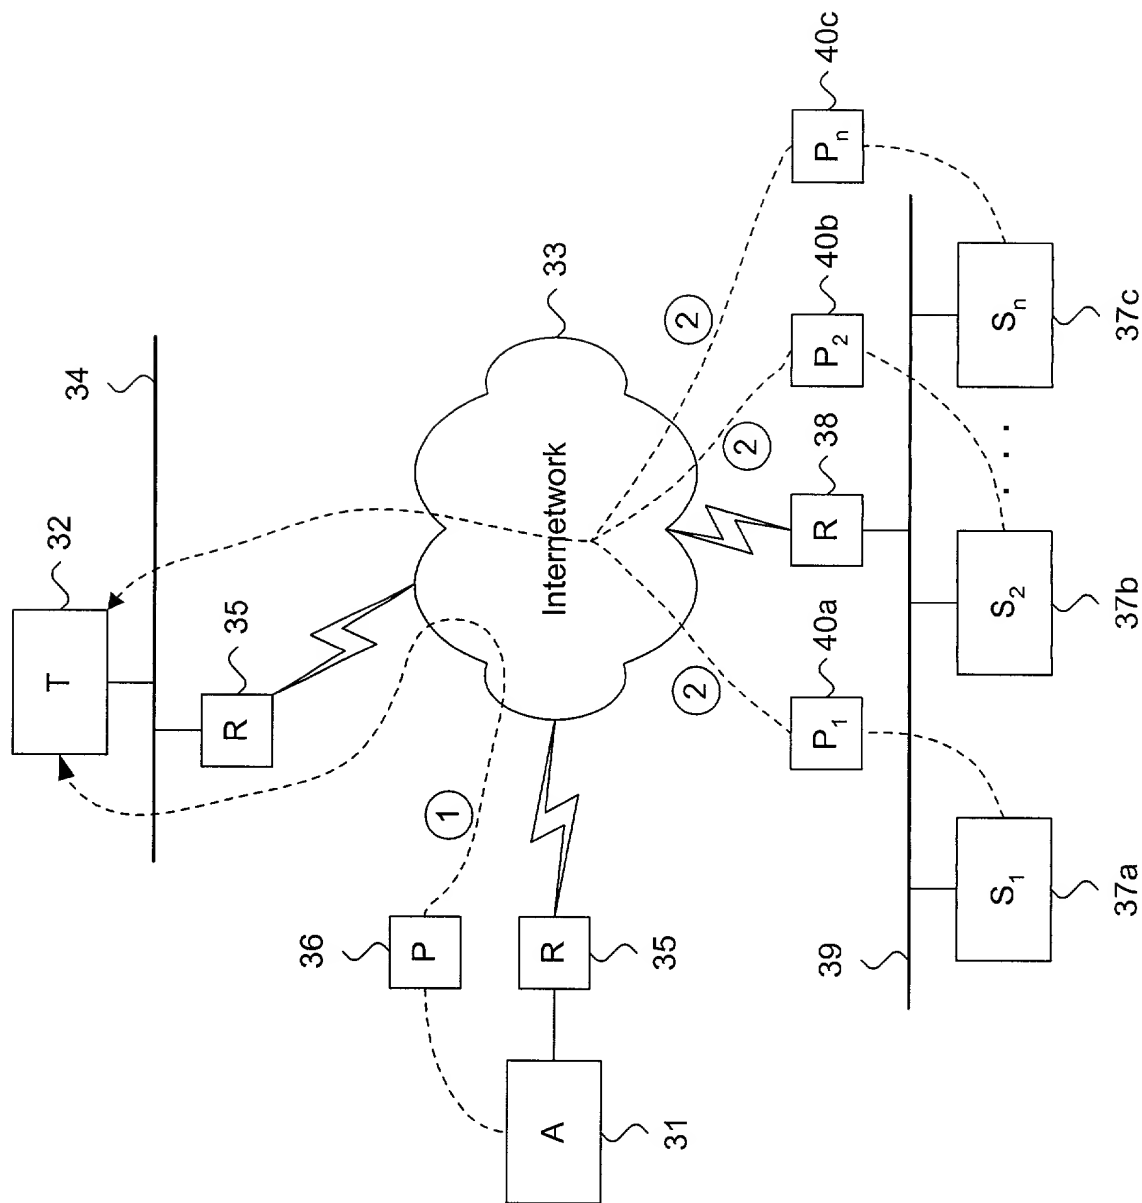 T
32
34
R
35
33
Internetwork
1
36
P
R
35
A
31
2
2
2
40a
P1
R
38
P2
40b
Pn
40c
39
S1
37a
S2
37b
. . .
Sn
37c